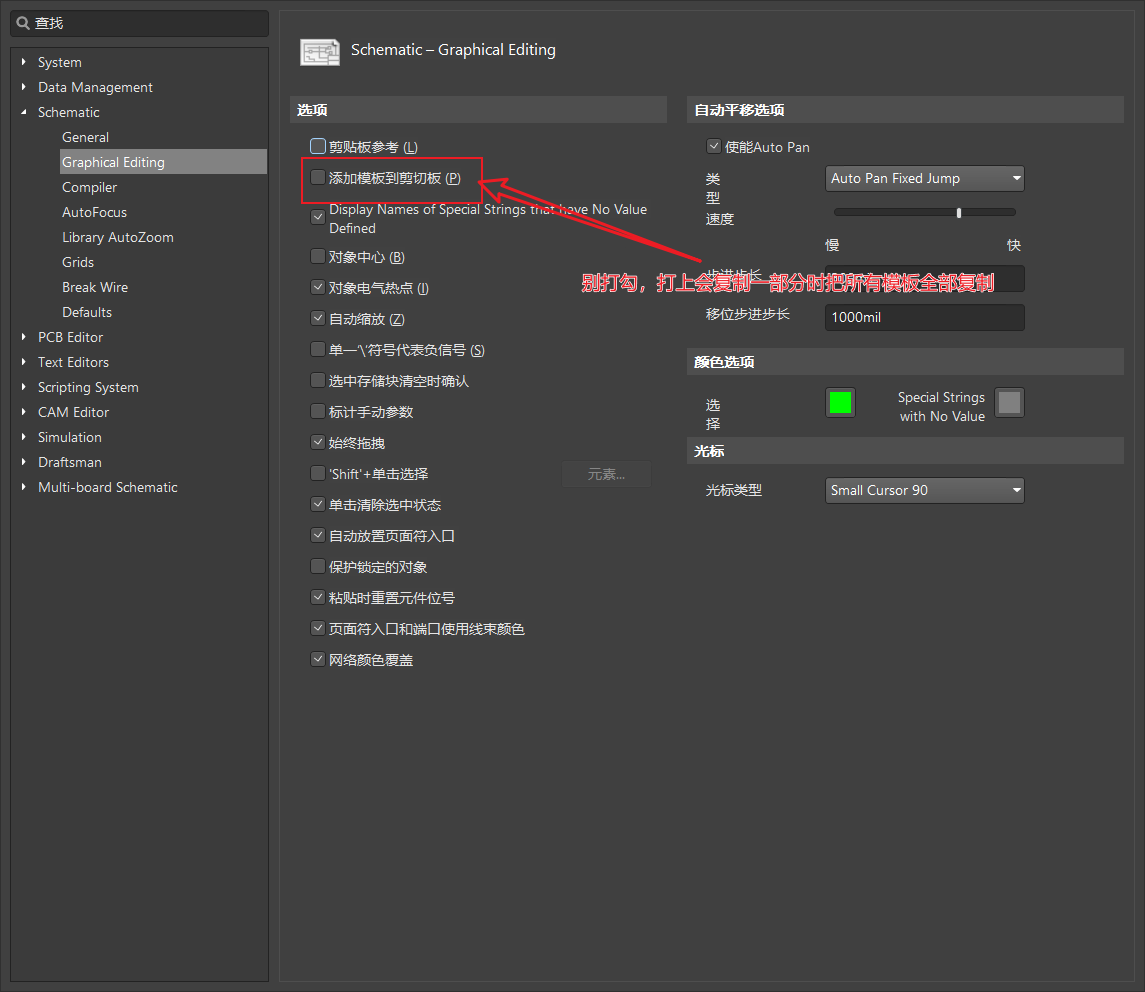 查找
System
Data Management
Schematic
General
Graphical Editing
Compiler
AutoFocus
Library AutoZoom
Grids
Break Wire
Defaults
PCB Editor
Text Editors
Scripting System
CAM Editor
Simulation
Draftsman
Multi-board Schematic
Schematic – Graphical Editing
选项
剪贴板参考 (L)
添加模板到剪切板 (P)
Display Names of Special Strings that have No Value
Defined
对象中心 (B)
对象电气热点 (I)
自动缩放 (Z)
单一'\'符号代表负信号 (S)
选中存储块清空时确认
标计手动参数
始终拖拽
'Shift'+单击选择
元素...
单击清除选中状态
自动放置页面符入口
保护锁定的对象
粘贴时重置元件位号
页面符入口和端口使用线束颜色
网络颜色覆盖
自动平移选项
使能Auto Pan
类
型
Auto Pan Fixed Jump
速度
慢
快
步进步长
别打勾，打上会复制一部分时把所有模板全部复制
移位步进步长
1000mil
颜色选项
选
择
Special Strings
with No Value
光标
光标类型
Small Cursor 90